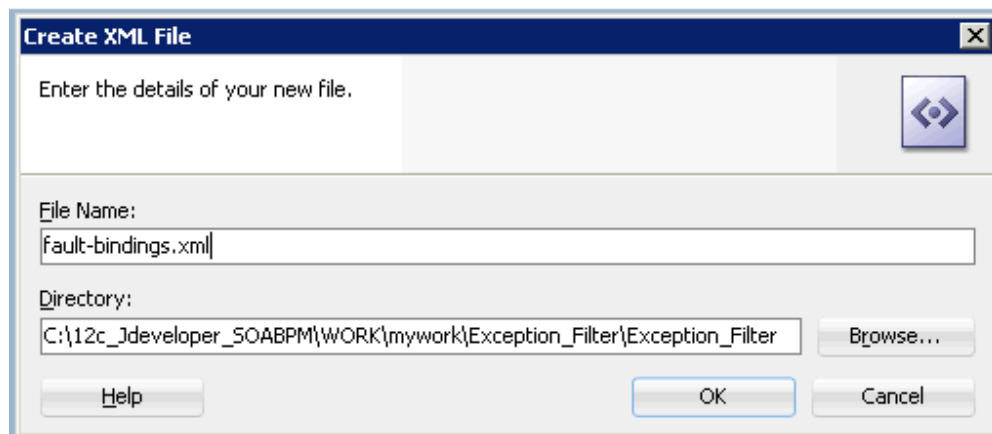 Create XML File
Enter the details of your new file.
File Name:
fault-bindings.xml
Directory:
C:\12c_Jdeveloper_SOABPM\WORK\mywork\Exception_Filter\Exception_Filter
Browse...
Help
OK
Cancel